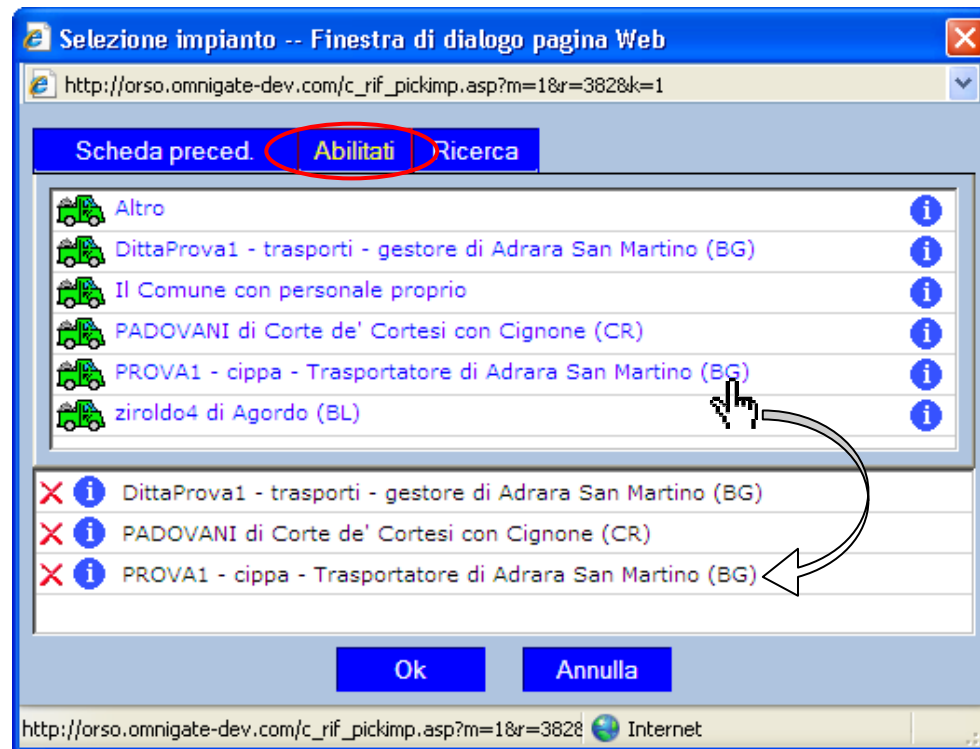 Selezione impianto -- Finestra di dialogo pagina Web
http://orso.omnigate-dev.com/c_rif_pickimp.asp?m=1&r=3828&k=1
Scheda preced. Abilitati Ricerca
Altro
DittaProva1 - trasporti - gestore di Adrara San Martino (BG)
Il Comune con personale proprio
PADOVANI di Corte de' Cortesi con Cignone (CR)
PROVA1 - cippa - Trasportatore di Adrara San Martino (BG)
ziroldo4 di Agordo (BL)
DittaProva1 - trasporti - gestore di Adrara San Martino (BG)
PADOVANI di Corte de' Cortesi con Cignone (CR)
PROVA1 - cippa - Trasportatore di Adrara San Martino (BG)
Ok Annulla
http://orso.omnigate-dev.com/c_rif_pickimp.asp?m=1&r=3828 Internet